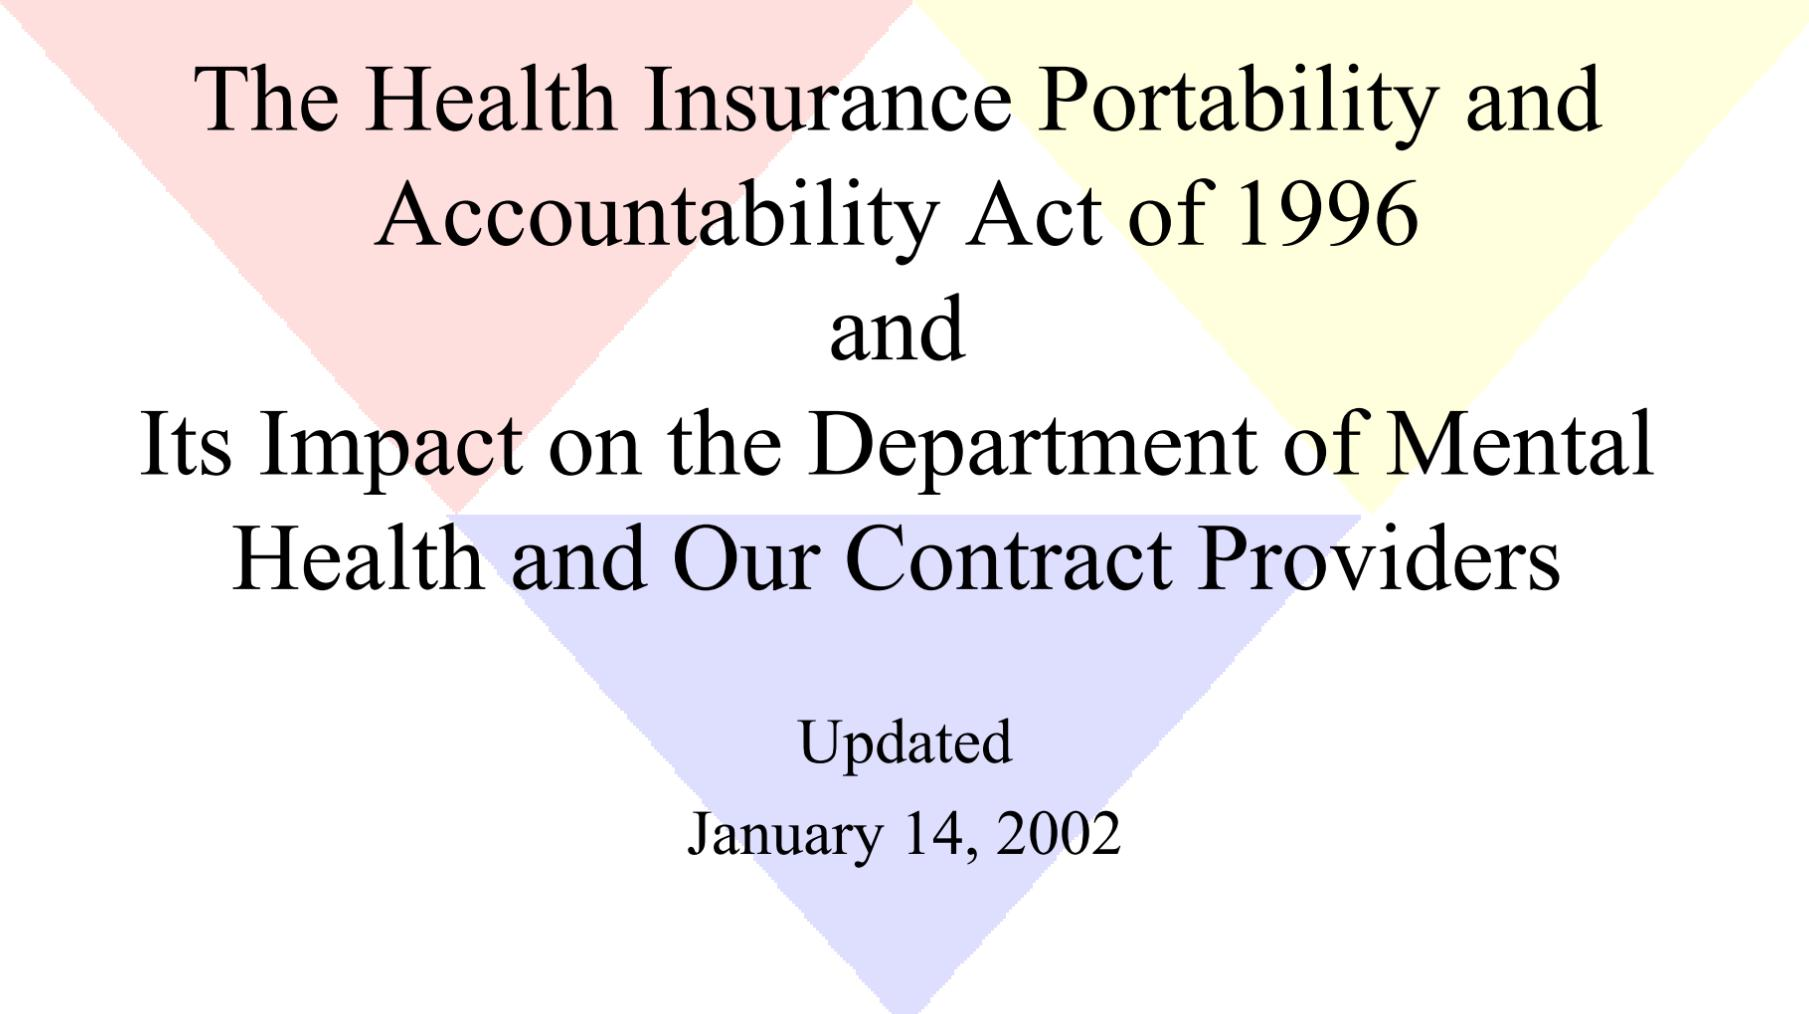 The Health Insurance Portability and
Accountability Act of 1996
and
Its Impact on the Department of Mental
Health and Our Contract Providers
Updated
January 14, 2002